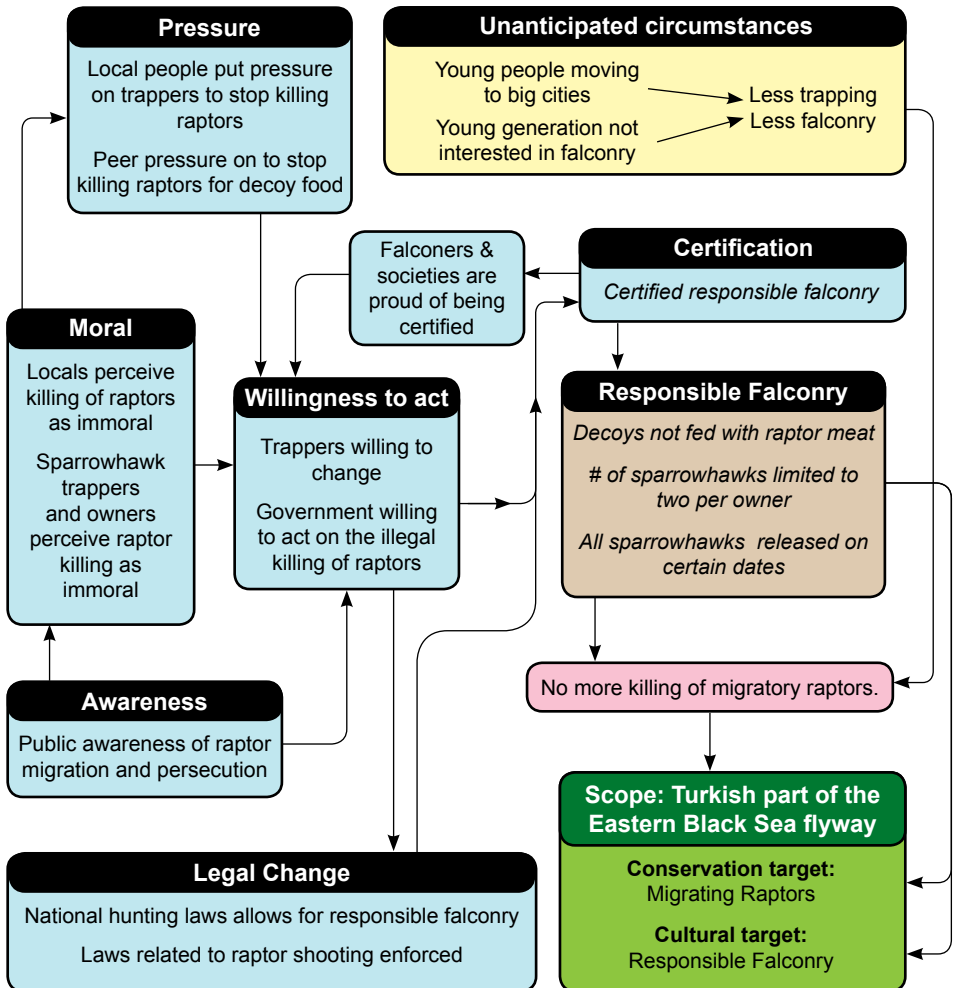 Pressure
Local people put pressure
on trappers to stop killing
raptors
Peer pressure on to stop
killing raptors for decoy food
Unanticipated circumstances
Young people moving
to big cities
Young generation not
interested in falconry
Less trapping
Less falconry
Falconers &
societies are
proud of being
certified
Certification
Certified responsible falconry
Moral
Locals perceive
killing of raptors
as immoral
Sparrowhawk
trappers
and owners
perceive raptor
killing as
immoral
Willingness to act
Trappers willing to
change
Government willing
to act on the illegal
killing of raptors
Responsible Falconry
Decoys not fed with raptor meat
# of sparrowhawks limited to
two per owner
All sparrowhawks released on
certain dates
No more killing of migratory raptors.
Awareness
Public awareness of raptor
migration and persecution
Scope: Turkish part of the
Eastern Black Sea flyway
Conservation target:
Migrating Raptors
Cultural target:
Responsible Falconry
Legal Change
National hunting laws allows for responsible falconry
Laws related to raptor shooting enforced